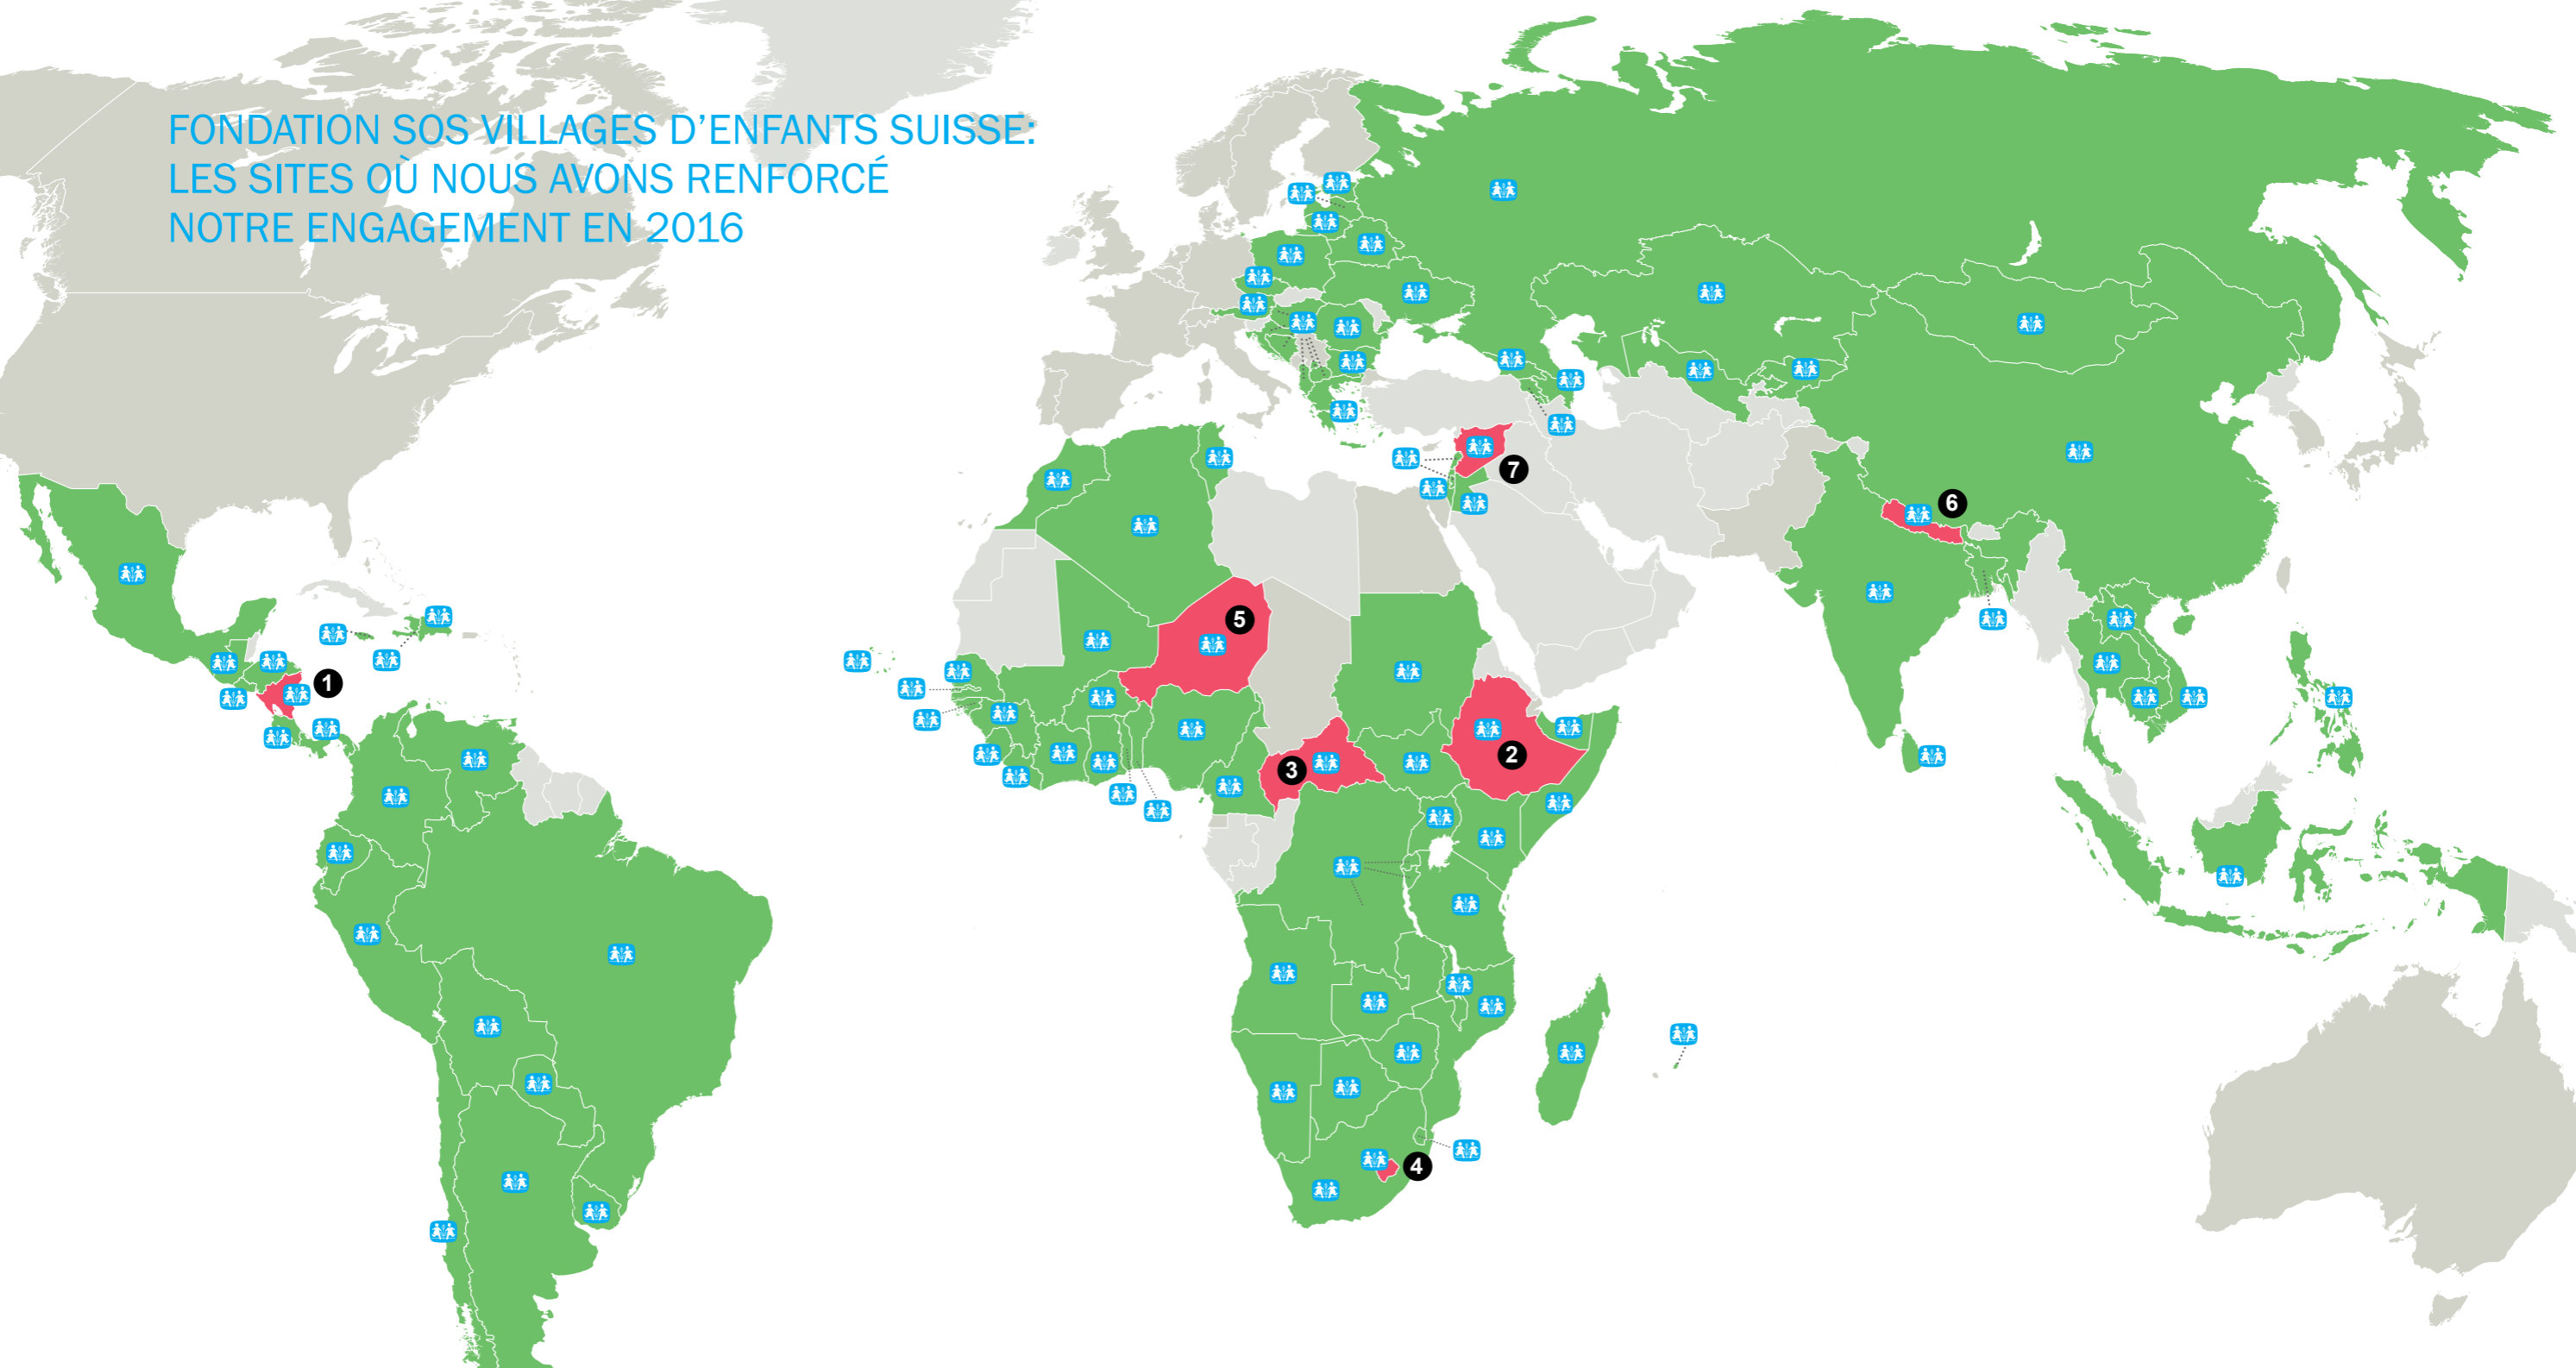 FONDATION SOS VILLAGES D’ENFANTS SUISSE:
LES SITES OÙ NOUS AVONS RENFORCÉ
NOTRE ENGAGEMENT EN 2016
7
6
5
1
2
3
4